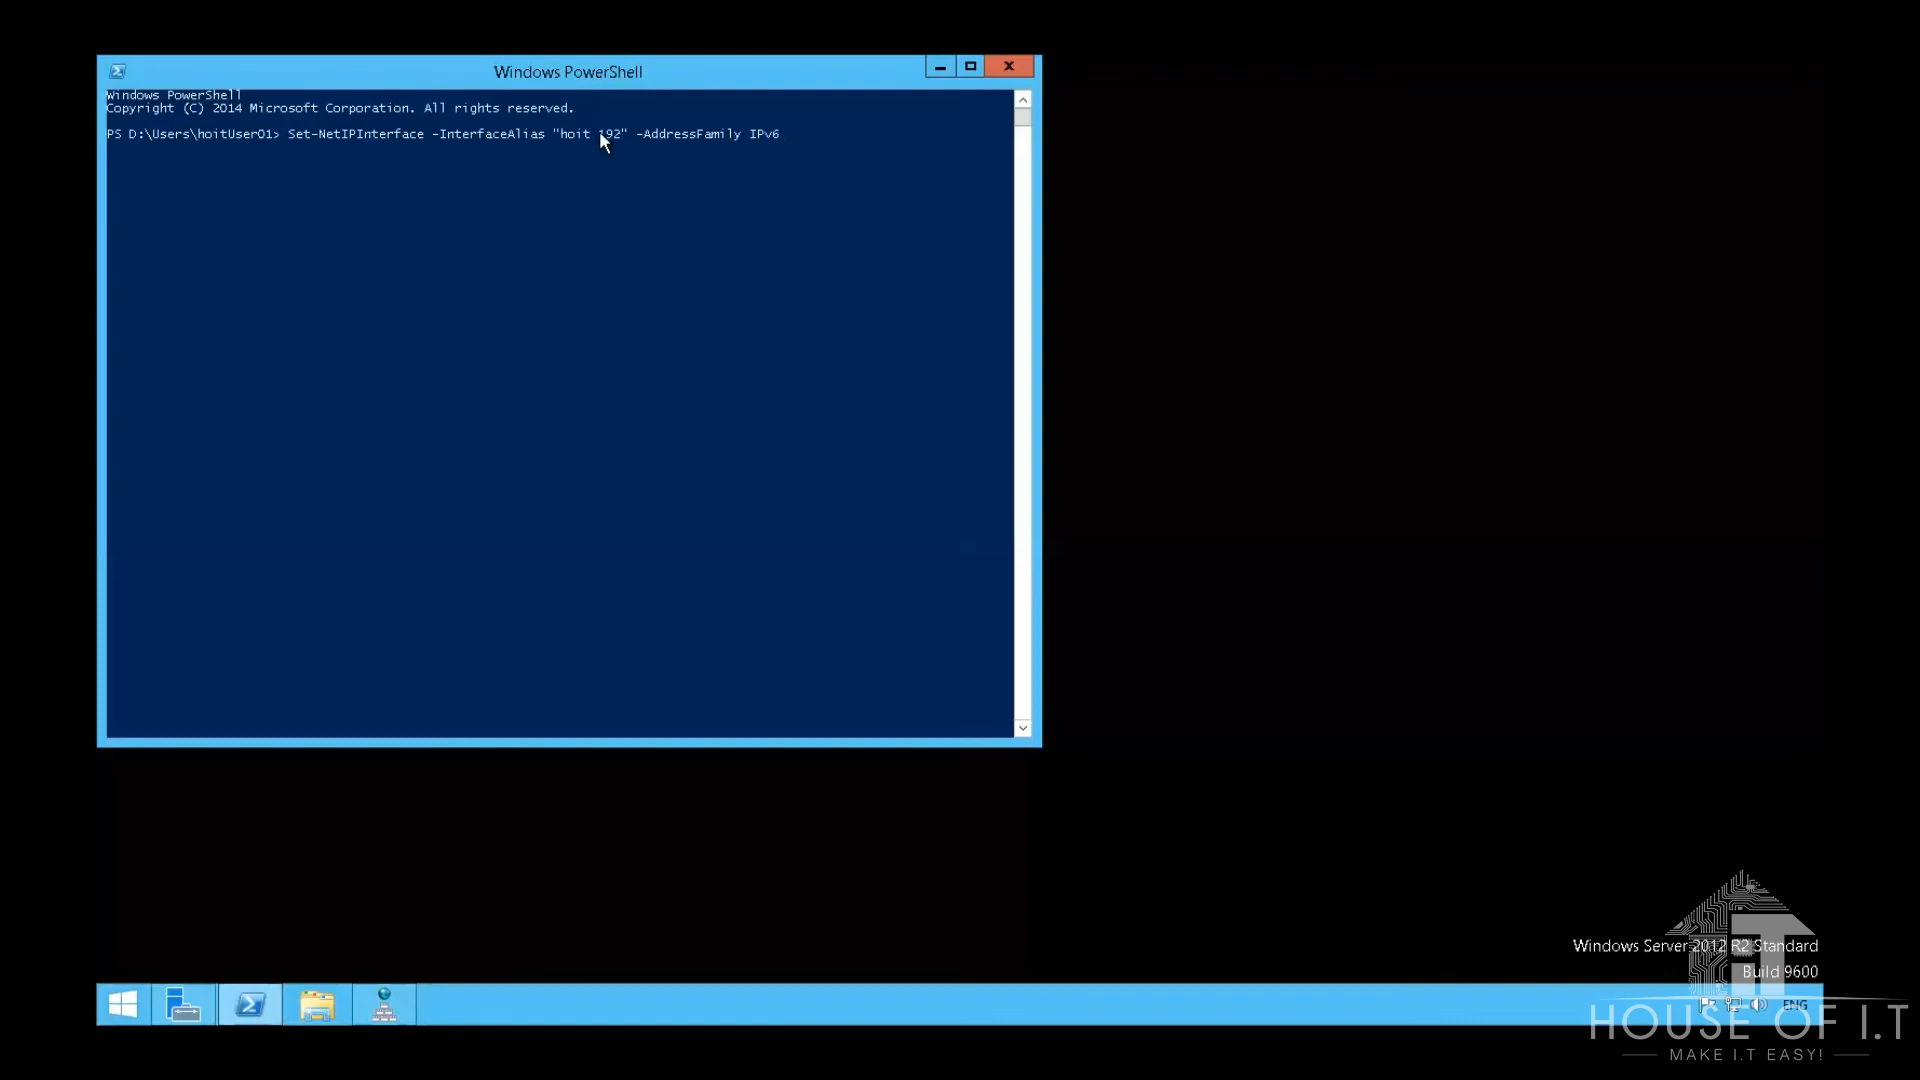 Windows PowerShell
Windows PowerShell
Copyright (C) 2014 Microsoft Corporation. All rights reserved.
PS D:\Users\hoitUser01> Set-NetIPInterface -InterfaceAlias "hoit 192" -AddressFamily IPv6
Windows Server 2012 R2 Standard
Build 9600
ENG
iT
HOUSE OF I.T
MAKE I.T EASY!